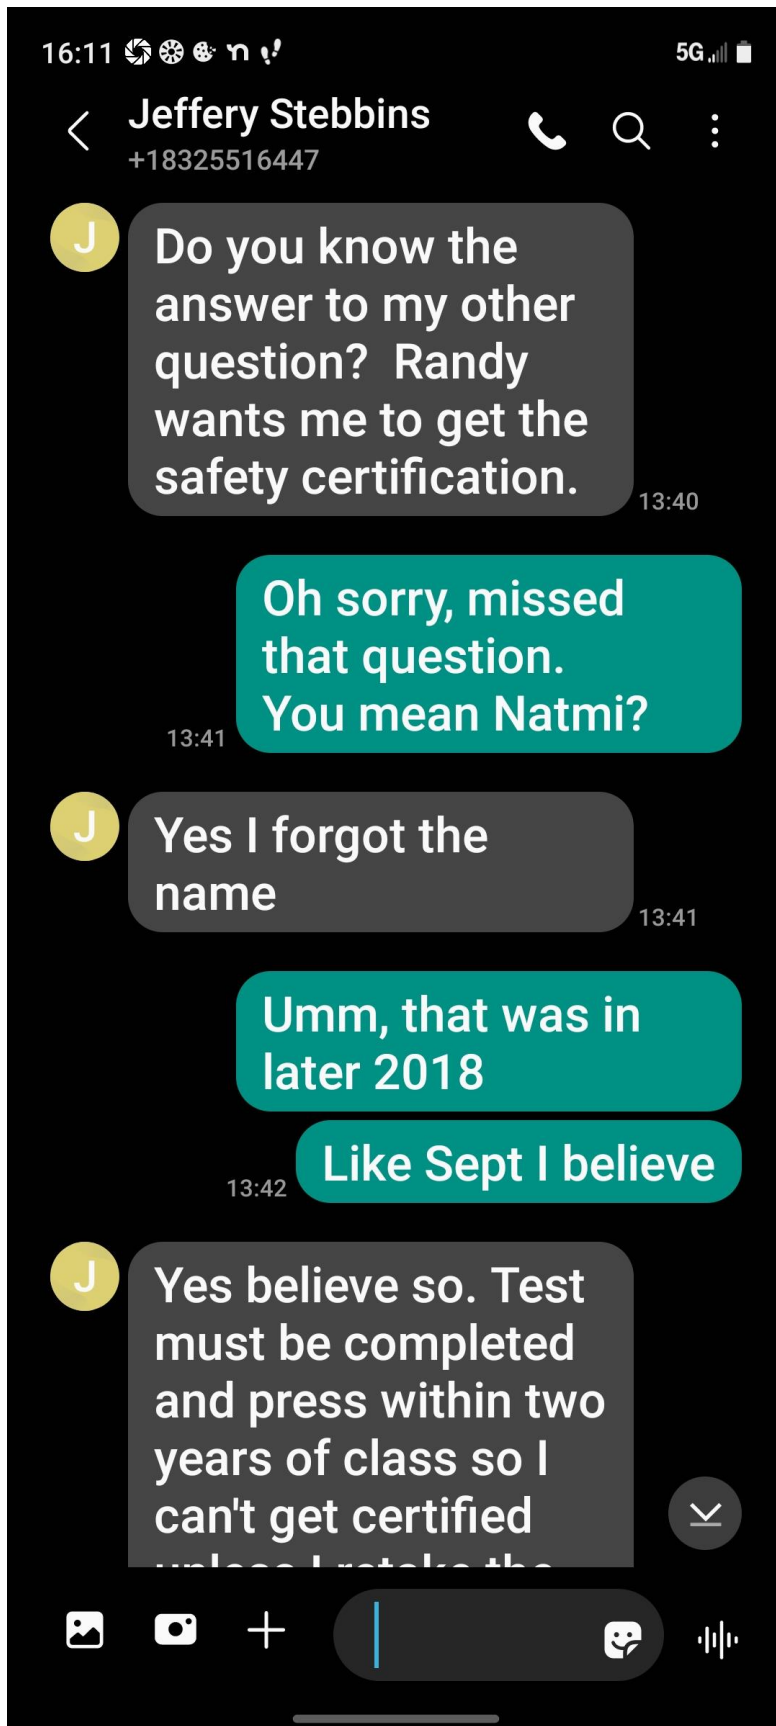 16:11
5G
Jeffery Stebbins
+18325516447
J
Do you know the
answer to my other
question?  Randy
wants me to get the
safety certification.
13:40
Oh sorry, missed
that question.
You mean Natmi?
13:41
J
Yes I forgot the
name
13:41
Umm, that was in
later 2018
Like Sept I believe
13:42
J
Yes believe so. Test
must be completed
and press within two
years of class so I
can't get certified
unless I retake the